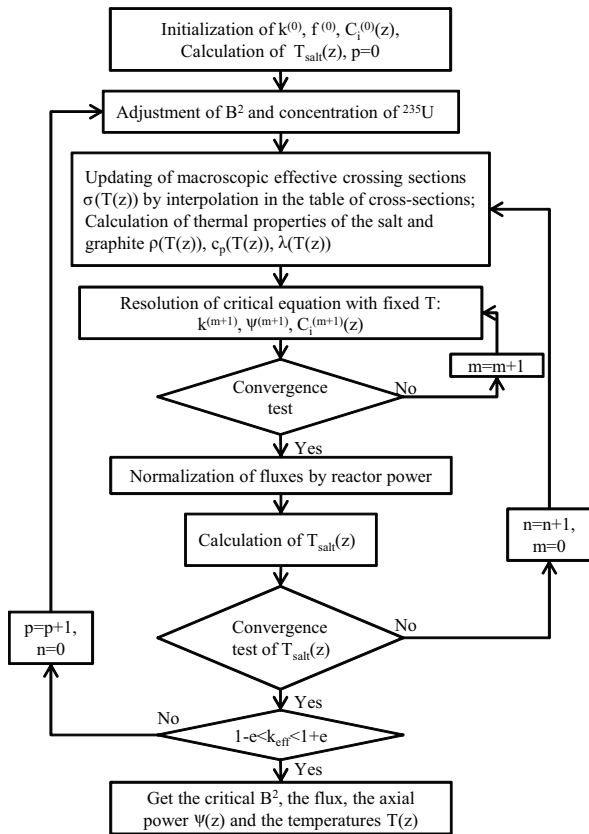 Initialization of k⁽⁰⁾, f⁽⁰⁾, Cᵢ⁽⁰⁾(z),
Calculation of T_salt(z), p=0
Adjustment of B² and concentration of ²³⁵U
Updating of macroscopic effective crossing sections
σ(T(z)) by interpolation in the table of cross-sections;
Calculation of thermal properties of the salt and
graphite ρ(T(z)), c_p(T(z)), λ(T(z))
Resolution of critical equation with fixed T:
k⁽ᵐ⁺¹⁾, Ψ⁽ᵐ⁺¹⁾, Cᵢ⁽ᵐ⁺¹⁾(z)
m=m+1
Convergence
test
No
Yes
Normalization of fluxes by reactor power
Calculation of T_salt(z)
n=n+1,
m=0
Convergence
test of T_salt(z)
No
p=p+1,
n=0
Yes
No
1-e<k_eff<1+e
Yes
Get the critical B², the flux, the axial
power Ψ(z) and the temperatures T(z)